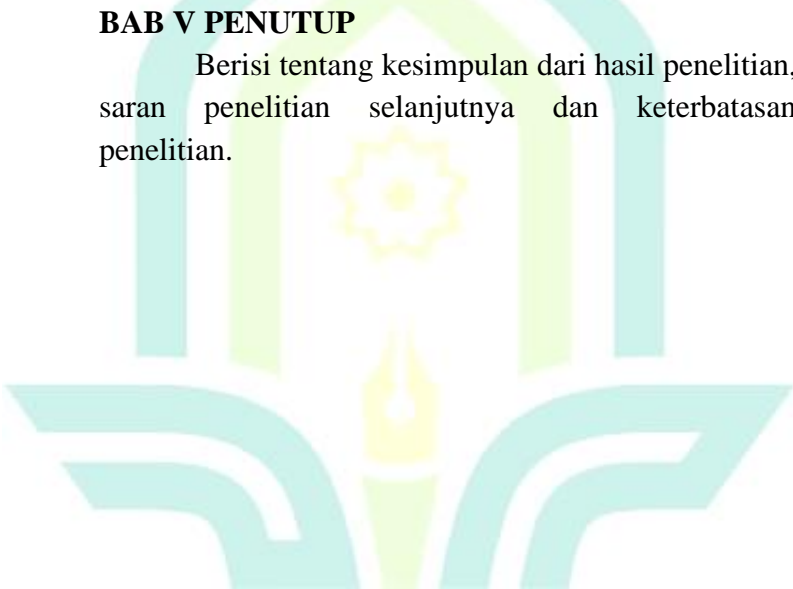 BAB V PENUTUP
Berisi tentang kesimpulan dari hasil penelitian,
saran penelitian selanjutnya dan keterbatasan
penelitian.